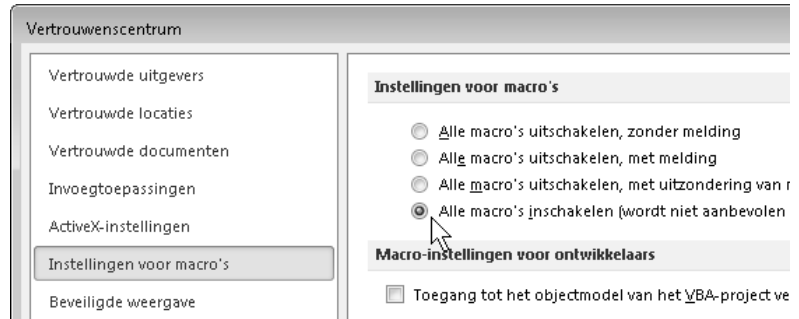 Vertrouwenscentrum
Vertrouwde uitgevers
Vertrouwde locaties
Vertrouwde documenten
Invoegtoepassingen
ActiveX-instellingen
Instellingen voor macro's
Beveiligde weergave
Instellingen voor macro's
Alle macro's uitschakelen, zonder melding
Alle macro's uitschakelen, met melding
Alle macro's uitschakelen, met uitzondering van
Alle macro's inschakelen (wordt niet aanbevolen
Macro-instellingen voor ontwikkelaars
Toegang tot het objectmodel van het VBA-project